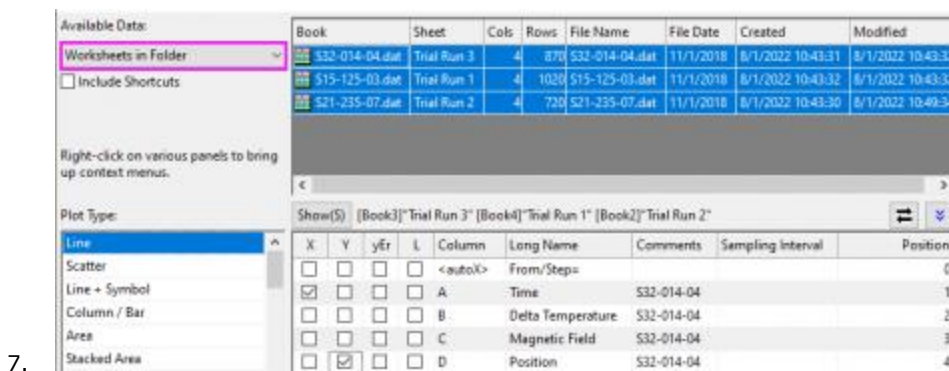 Available Data:
Worksheets in Folder
Include Shortcuts
Right-click on various panels to bring
up context menus.
Book Sheet Cols Rows File Name File Date Created Modified
S32-014-04.dat Trial Run 3 4 870 S32-014-04.dat 11/1/2018 8/1/2022 10:43:31 8/1/2022 10:43:3
S15-125-03.dat Trial Run 1 4 1020 S15-125-03.dat 11/1/2018 8/1/2022 10:43:32 8/1/2022 10:43:3
S21-235-07.dat Trial Run 2 4 720 S21-235-07.dat 11/1/2018 8/1/2022 10:43:30 8/1/2022 10:49:3
Plot Type:
Line
Scatter
Line + Symbol
Column / Bar
Area
Stacked Area
Show(S) [Book3]"Trial Run 3" [Book4]"Trial Run 1" [Book2]"Trial Run 2"
X Y yEr L Column Long Name Comments Sampling Interval Position
<autoX> From/Step= 0
A Time S32-014-04 1
B Delta Temperature S32-014-04 2
C Magnetic Field S32-014-04 3
D Position S32-014-04 4
7.